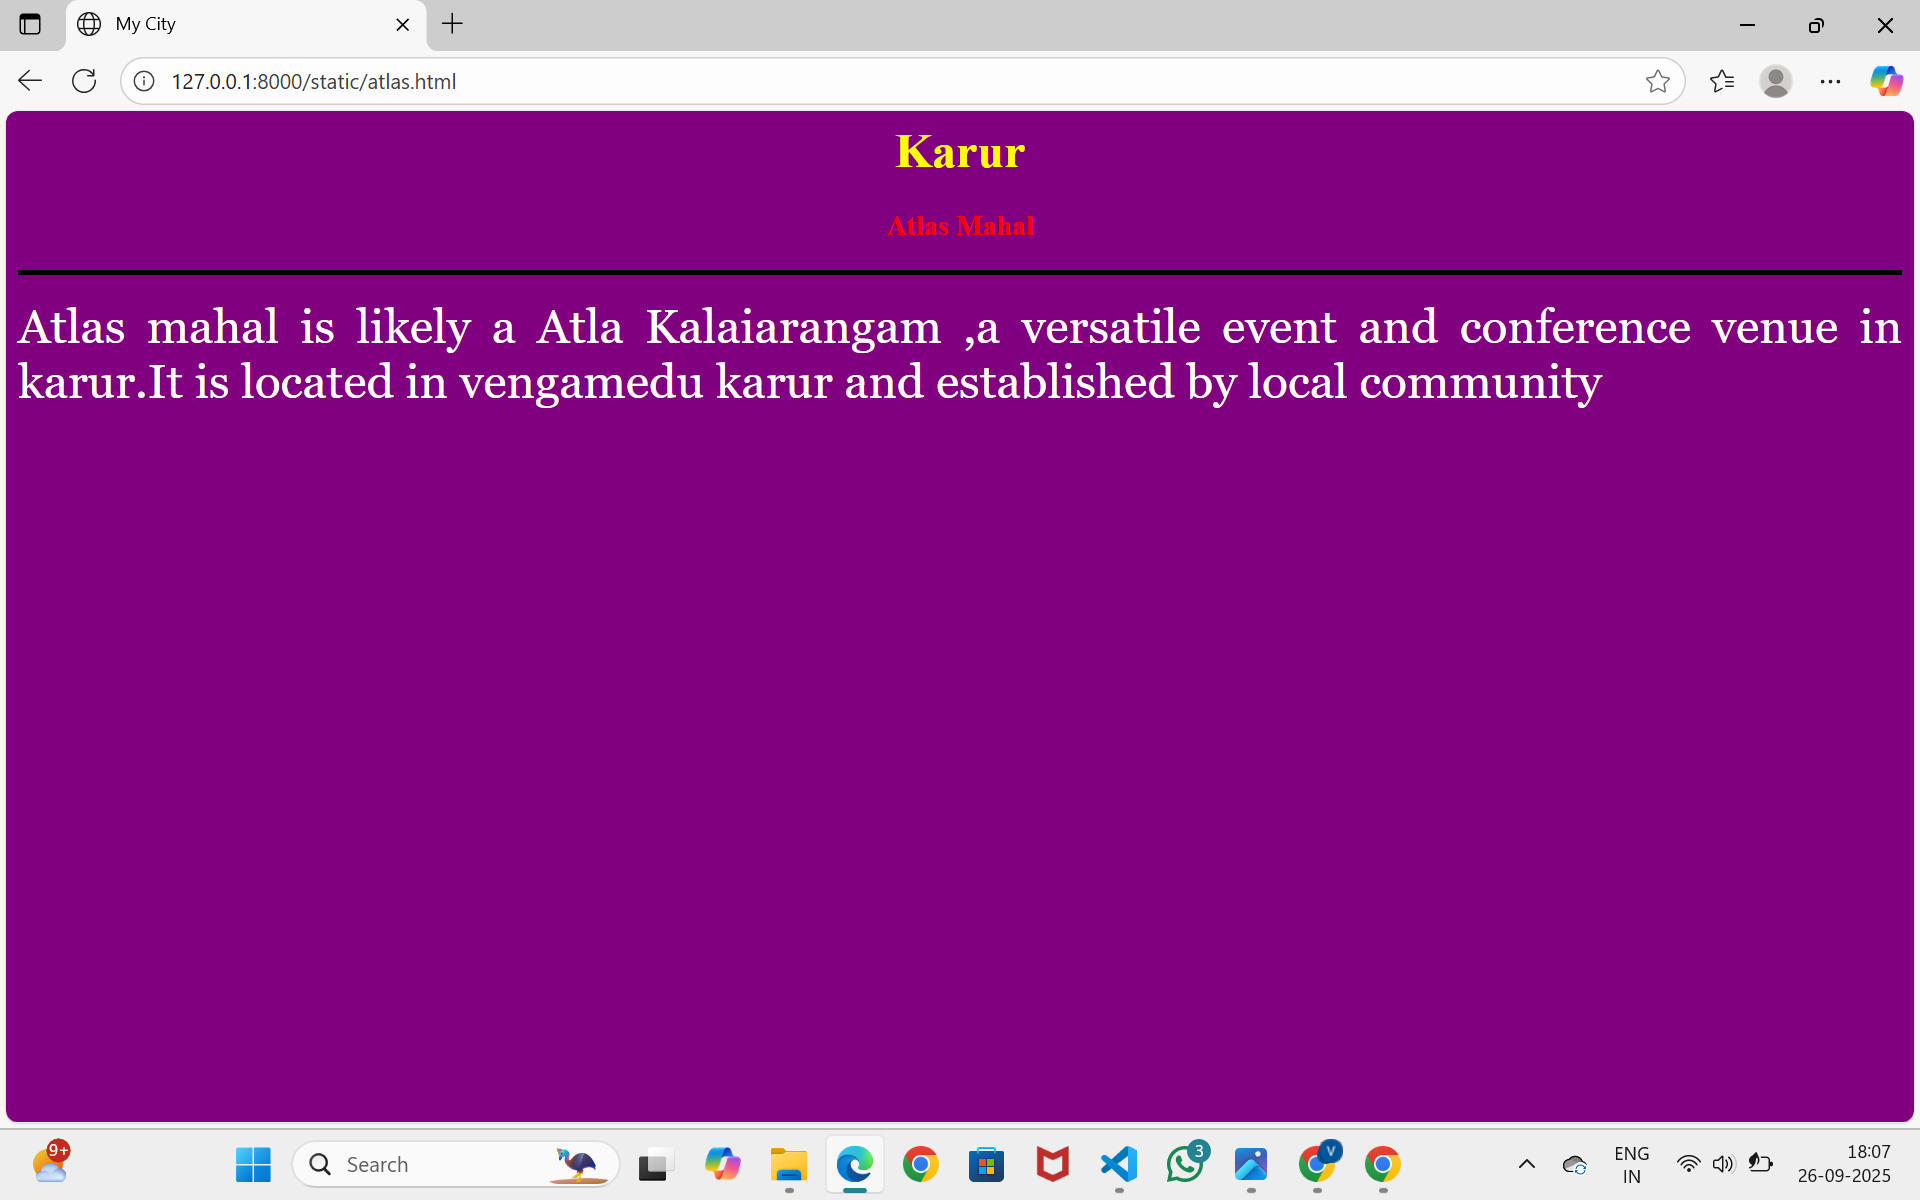 My City
127.0.0.1:8000/static/atlas.html
Karur
Atlas Mahal
Atlas mahal is likely a Atla Kalaiarangam ,a versatile event and conference venue in
karur.It is located in vengamedu karur and established by local community
9+
Search
3
V
ENG
IN
18:07
26-09-2025